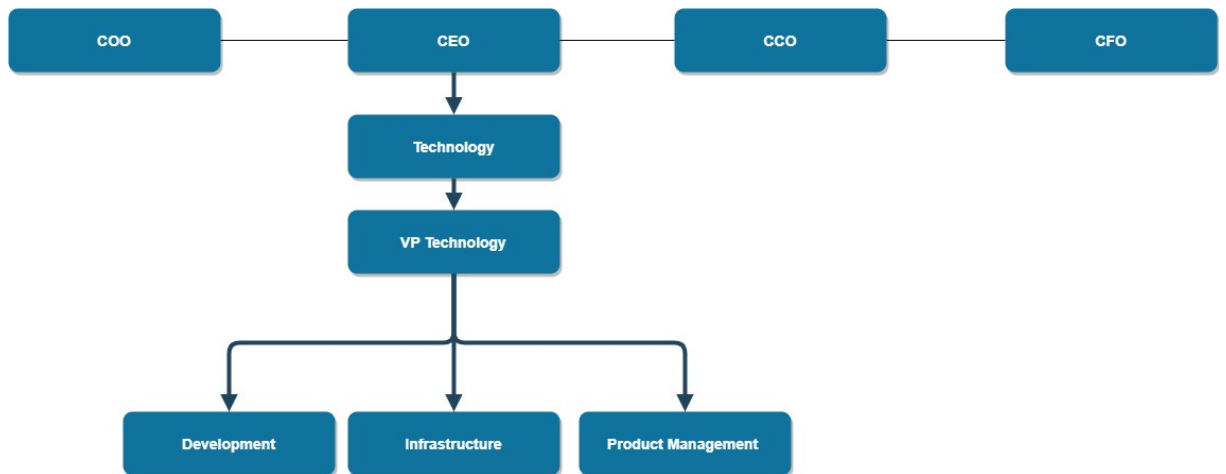 COO
CEO
CCO
CFO
Technology
VP Technology
Development
Infrastructure
Product Management